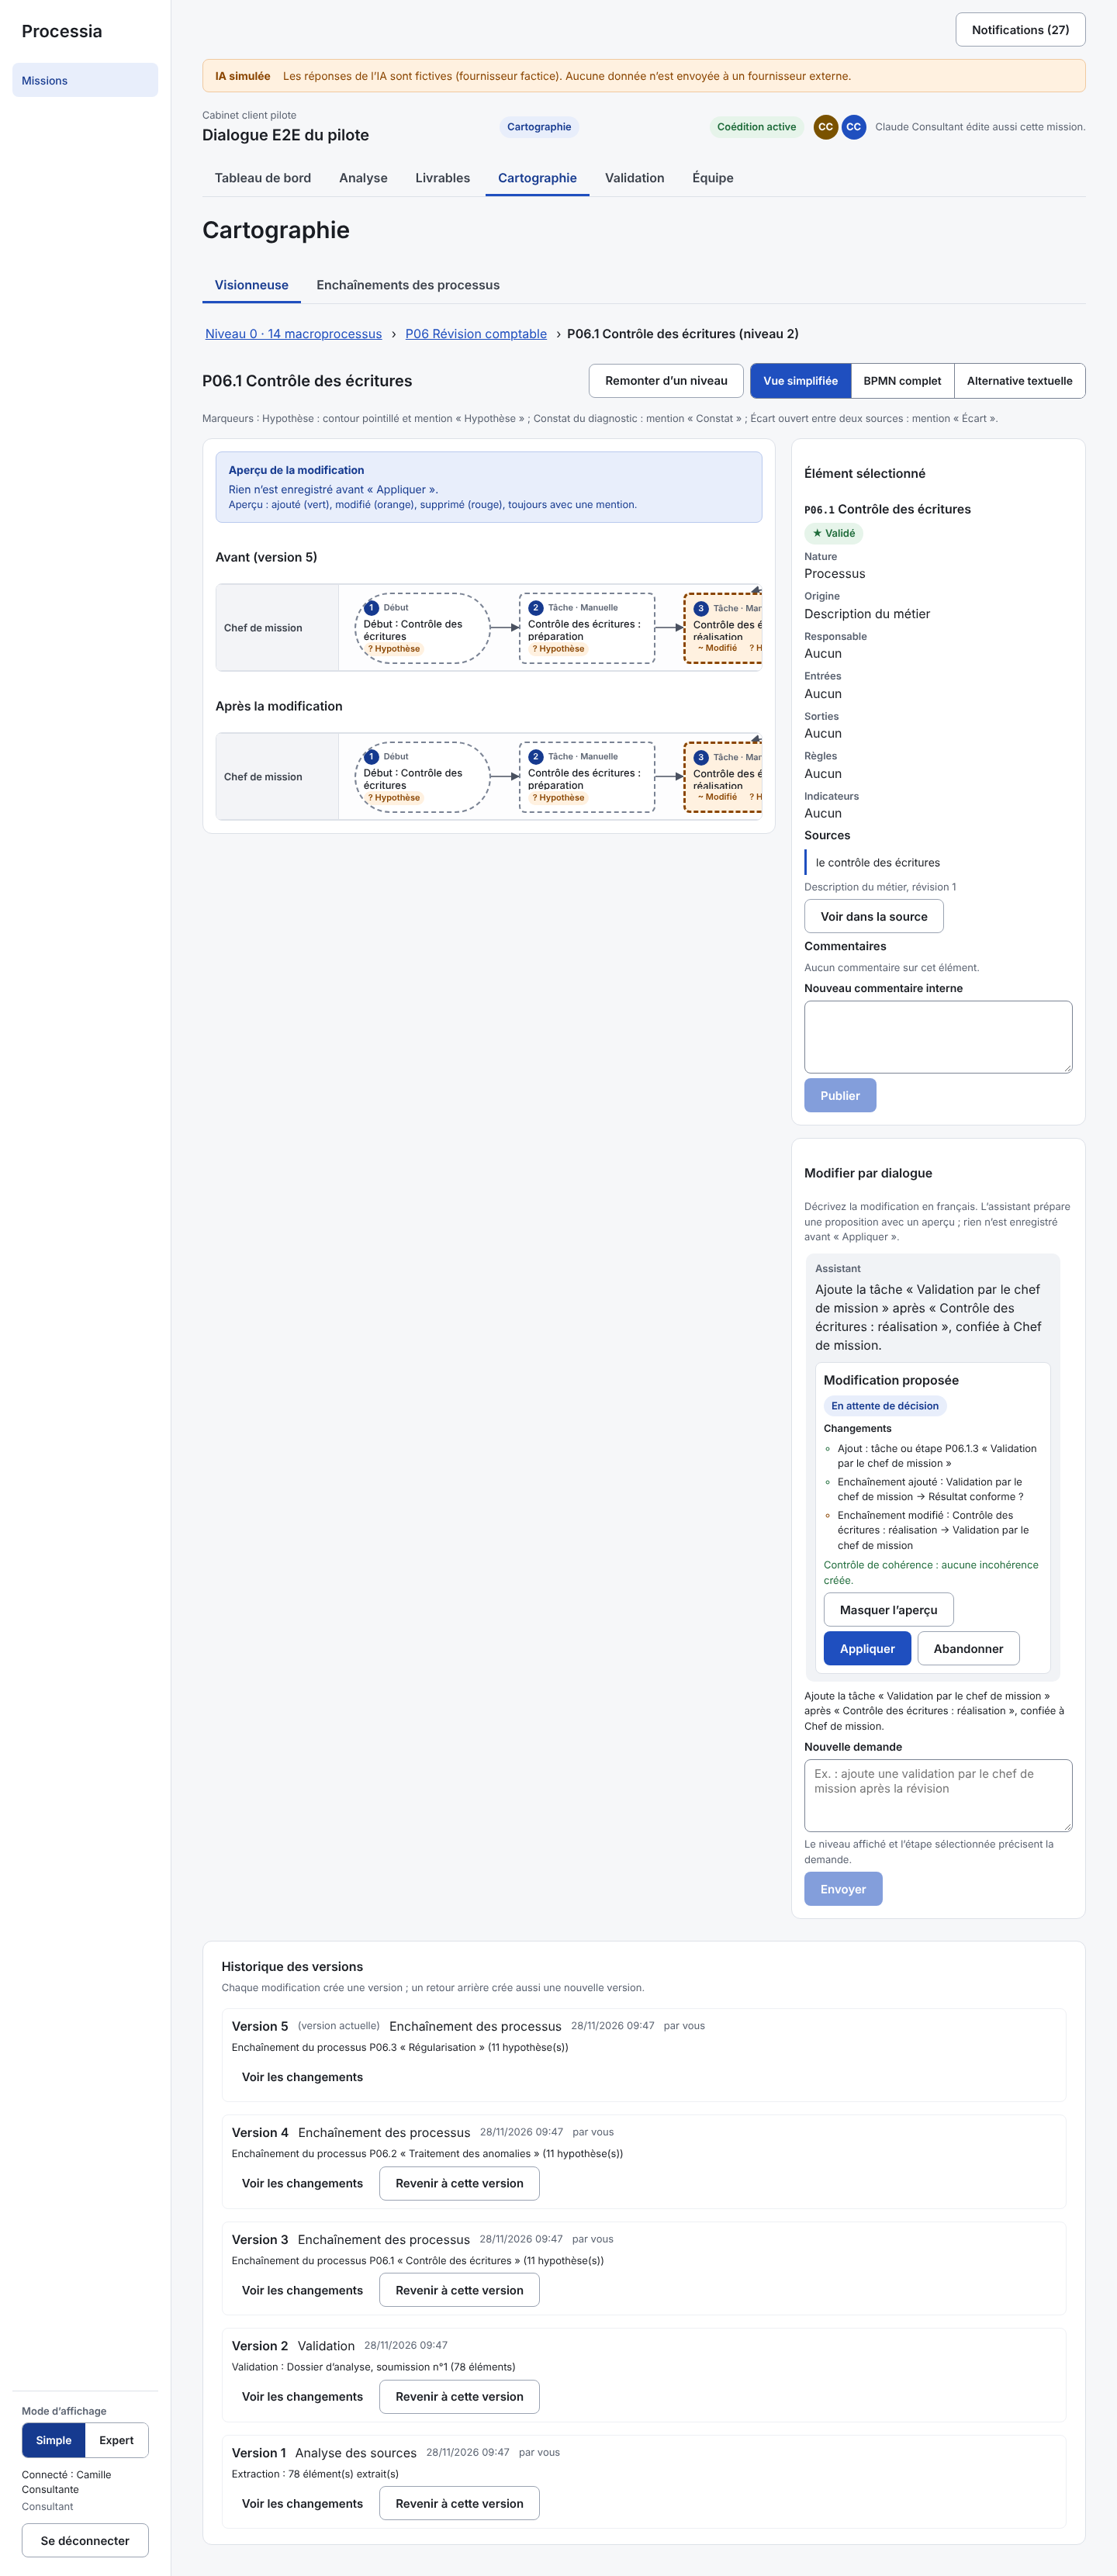 Processia
Missions
Notifications (27)
IA simulée Les réponses de l’IA sont fictives (fournisseur factice). Aucune donnée n’est envoyée à un fournisseur externe.
Cabinet client pilote
Dialogue E2E du pilote
Cartographie
Coédition active
CC CC
Claude Consultant édite aussi cette mission.
Tableau de bord Analyse Livrables Cartographie Validation Équipe
Cartographie
Visionneuse Enchaînements des processus
Niveau 0 · 14 macroprocessus › P06 Révision comptable › P06.1 Contrôle des écritures (niveau 2)
P06.1 Contrôle des écritures
Remonter d’un niveau
Vue simplifiée BPMN complet Alternative textuelle
Marqueurs : Hypothèse : contour pointillé et mention « Hypothèse » ; Constat du diagnostic : mention « Constat » ; Écart ouvert entre deux sources : mention « Écart ».
Aperçu de la modification
Rien n’est enregistré avant « Appliquer ».
Aperçu : ajouté (vert), modifié (orange), supprimé (rouge), toujours avec une mention.
Avant (version 5)
Chef de mission
1 Début
Début : Contrôle des
écritures
? Hypothèse
2 Tâche · Manuelle
Contrôle des écritures :
préparation
? Hypothèse
3 Tâche · Mar
Contrôle des é
réalisation
~ Modifié ? H
Après la modification
Chef de mission
1 Début
Début : Contrôle des
écritures
? Hypothèse
2 Tâche · Manuelle
Contrôle des écritures :
préparation
? Hypothèse
3 Tâche · Mar
Contrôle des é
réalisation
~ Modifié ? H
Élément sélectionné
P06.1 Contrôle des écritures
★ Validé
Nature
Processus
Origine
Description du métier
Responsable
Aucun
Entrées
Aucun
Sorties
Aucun
Règles
Aucun
Indicateurs
Aucun
Sources
le contrôle des écritures
Description du métier, révision 1
Voir dans la source
Commentaires
Aucun commentaire sur cet élément.
Nouveau commentaire interne
Publier
Modifier par dialogue
Décrivez la modification en français. L’assistant prépare
une proposition avec un aperçu ; rien n’est enregistré
avant « Appliquer ».
Assistant
Ajoute la tâche « Validation par le chef
de mission » après « Contrôle des
écritures : réalisation », confiée à Chef
de mission.
Modification proposée
En attente de décision
Changements
Ajout : tâche ou étape P06.1.3 « Validation
par le chef de mission »
Enchaînement ajouté : Validation par le
chef de mission → Résultat conforme ?
Enchaînement modifié : Contrôle des
écritures : réalisation → Validation par le
chef de mission
Contrôle de cohérence : aucune incohérence
créée.
Masquer l’aperçu
Appliquer Abandonner
Ajoute la tâche « Validation par le chef de mission »
après « Contrôle des écritures : réalisation », confiée à
Chef de mission.
Nouvelle demande
Ex. : ajoute une validation par le chef de
mission après la révision
Le niveau affiché et l’étape sélectionnée précisent la
demande.
Envoyer
Historique des versions
Chaque modification crée une version ; un retour arrière crée aussi une nouvelle version.
Version 5 (version actuelle) Enchaînement des processus 28/11/2026 09:47 par vous
Enchaînement du processus P06.3 « Régularisation » (11 hypothèse(s))
Voir les changements
Version 4 Enchaînement des processus 28/11/2026 09:47 par vous
Enchaînement du processus P06.2 « Traitement des anomalies » (11 hypothèse(s))
Voir les changements Revenir à cette version
Version 3 Enchaînement des processus 28/11/2026 09:47 par vous
Enchaînement du processus P06.1 « Contrôle des écritures » (11 hypothèse(s))
Voir les changements Revenir à cette version
Version 2 Validation 28/11/2026 09:47
Validation : Dossier d’analyse, soumission n°1 (78 éléments)
Voir les changements Revenir à cette version
Version 1 Analyse des sources 28/11/2026 09:47 par vous
Extraction : 78 élément(s) extrait(s)
Voir les changements Revenir à cette version
Mode d’affichage
Simple Expert
Connecté : Camille
Consultante
Consultant
Se déconnecter